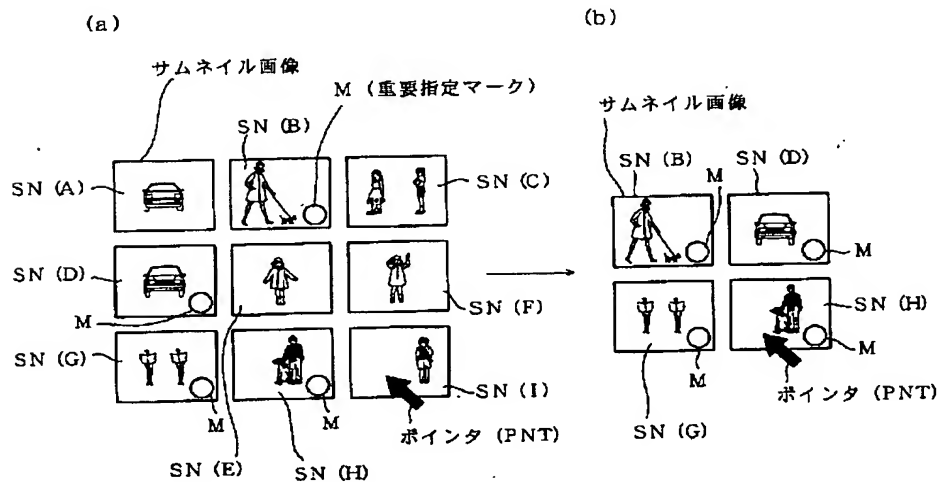 (a)
サムネイル画像
M (重要指定マーク)
SN (B)
SN (A)
SN (C)
SN (D)
M
SN (F)
SN (G)
M
M
SN (I)
ポインタ (PNT)
SN (E)
SN (H)
(b)
サムネイル画像
SN (B)
SN (D)
M
M
SN (H)
M
M
ポインタ (PNT)
SN (G)